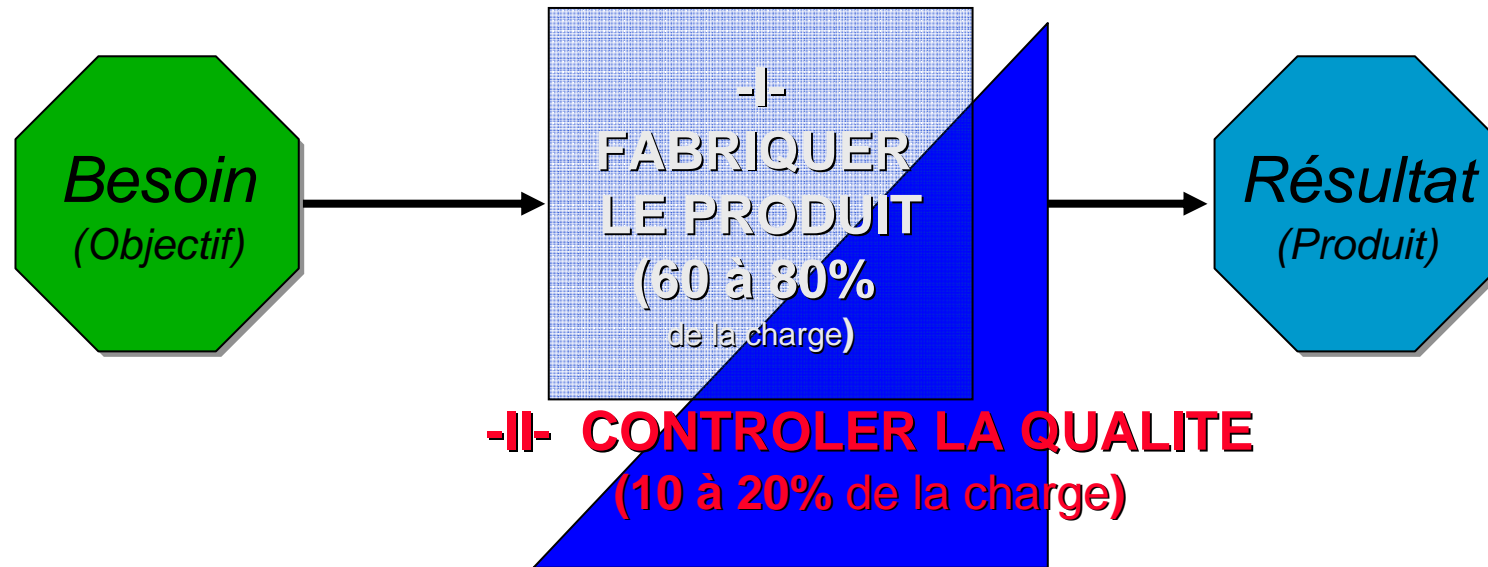 Besoin
(Objectif)
-I-
FABRIQUER
LE PRODUIT
(60 à 80%
de la charge)
-II- CONTROLER LA QUALITE
(10 à 20% de la charge)
Résultat
(Produit)